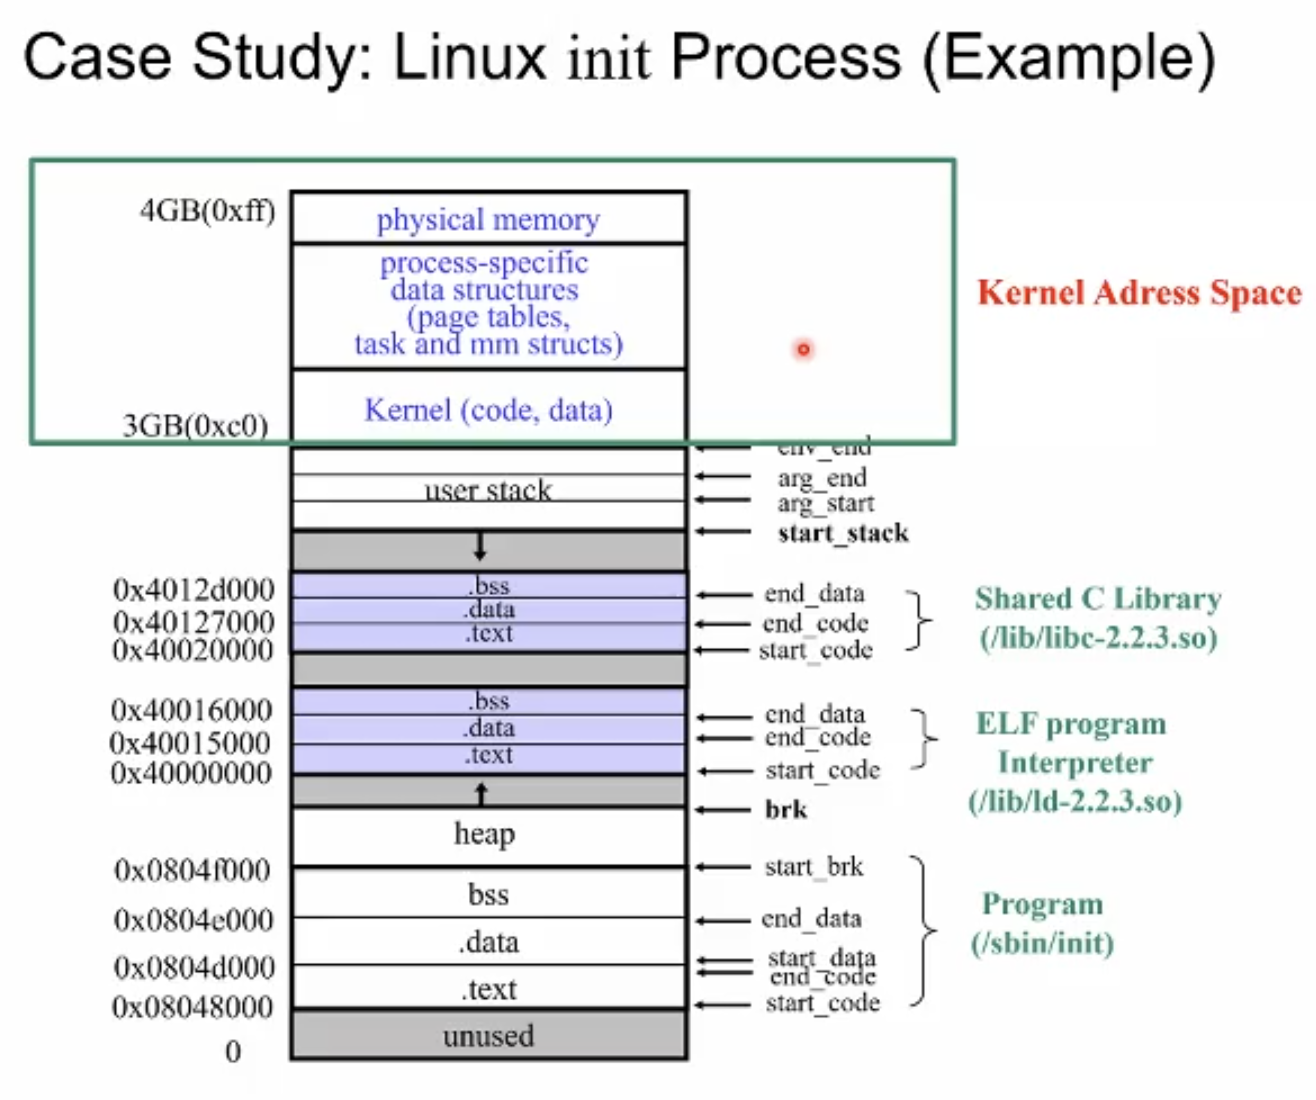 Case Study: Linux init Process (Example)
4GB(0xff)
physical memory
process-specific
data structures
(page tables,
task and mm structs)
Kernel Adress Space
Kernel (code, data)
3GB(0xc0)
env_end
arg_end
user stack
arg_start
start_stack
0x4012d000
.bss
end_data
.data
0x40127000
end_code
.text
0x40020000
start_code
Shared C Library
(/lib/libc-2.2.3.so)
.bss
0x40016000
end_data
.data
end_code
0x40015000
.text
0x40000000
start_code
ELF program
Interpreter
(/lib/ld-2.2.3.so)
brk
heap
0x0804f000
start_brk
bss
0x0804e000
end_data
.data
start_data
0x0804d000
end_code
.text
0x08048000
start_code
Program
(/sbin/init)
unused
0